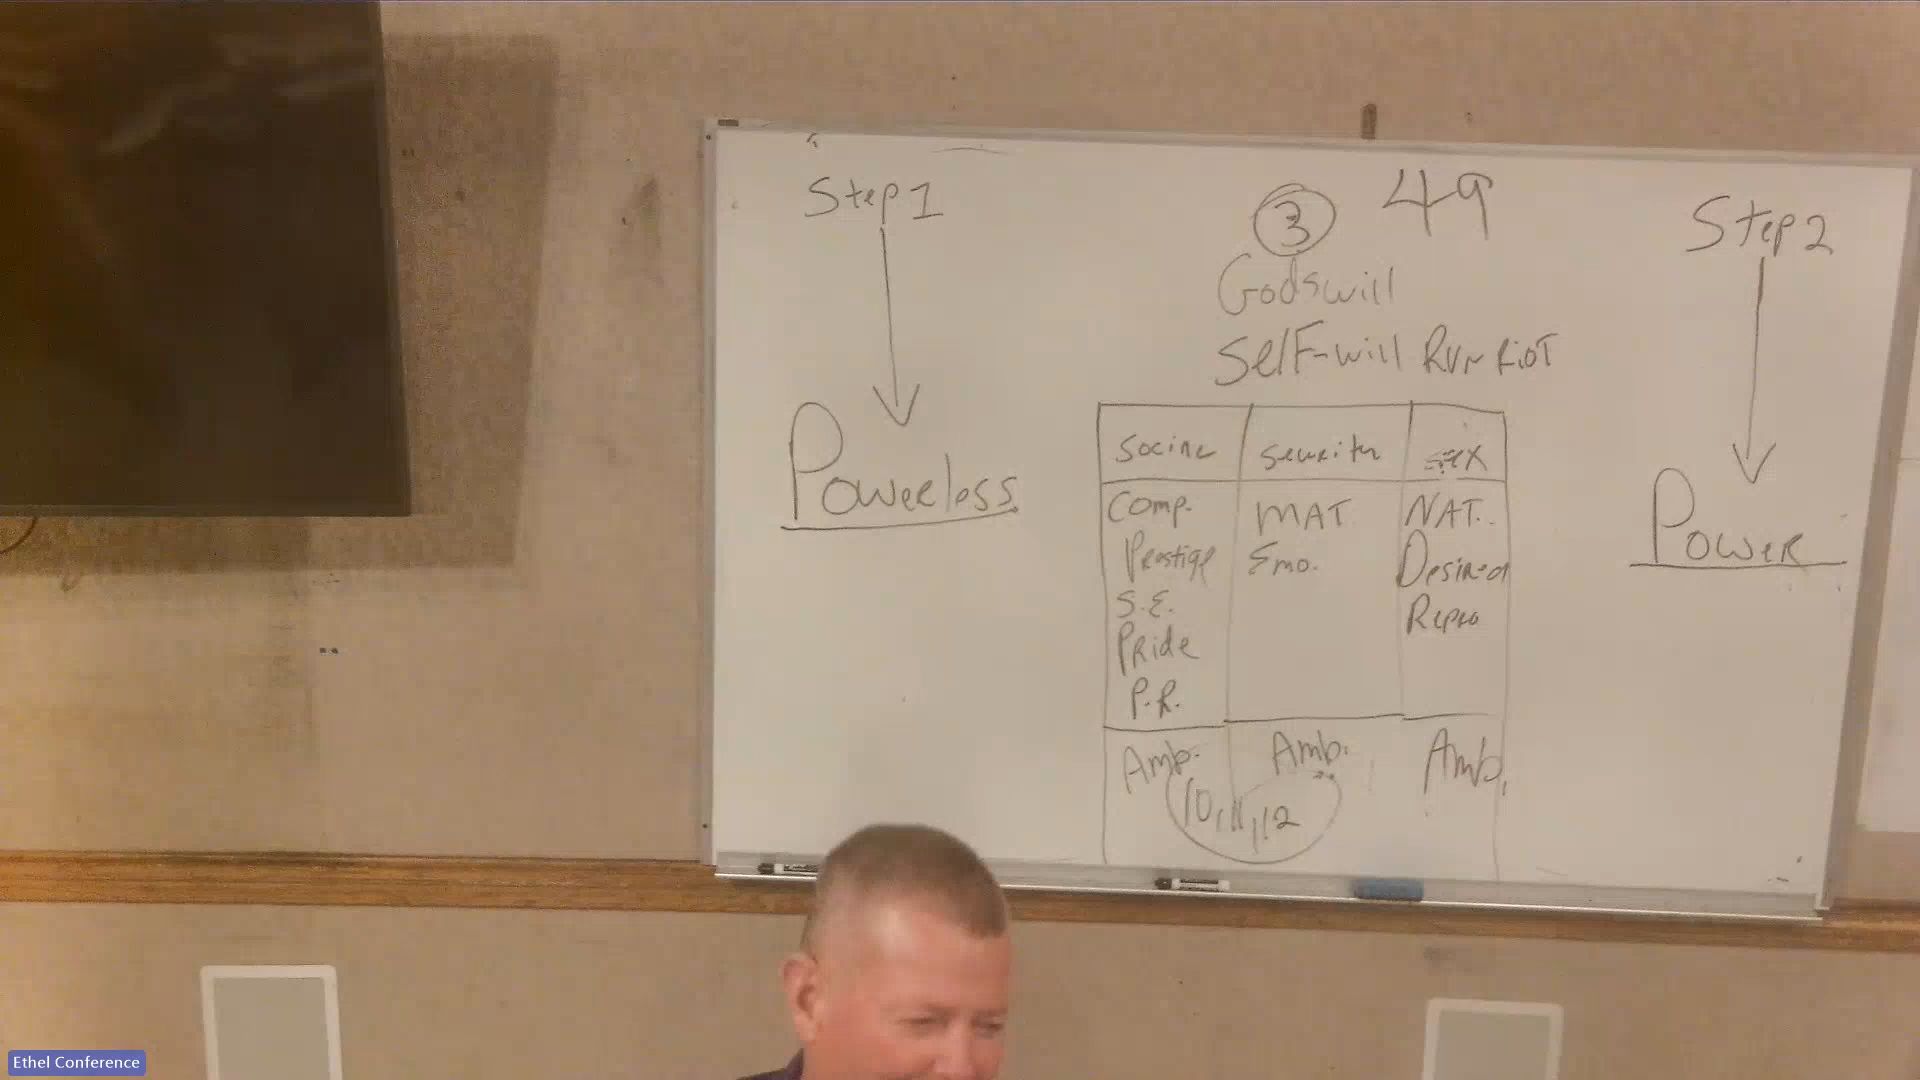 Step 1
Powerless
3 49
Godswill
Self-will Run Riot
Social Security Sex
Comp. MAT. NAT.
Prestige Emo. Desired
S.E. Repro
Pride
P.R.
Amb. Amb. Amb.
10, 11, 12
Step 2
Power
Ethel Conference